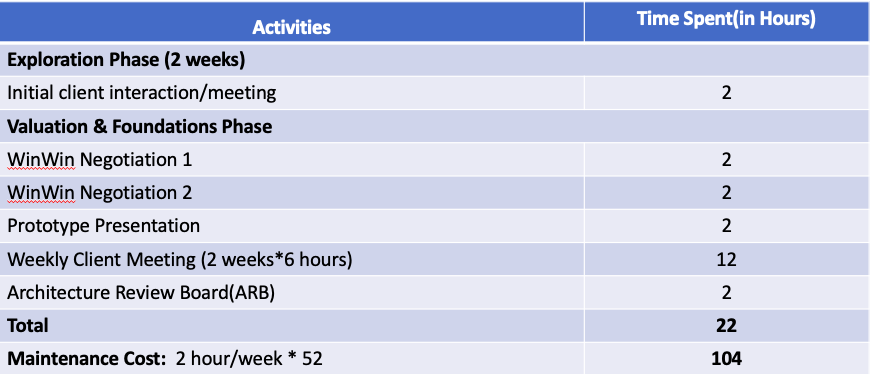 Activities Time Spent(in Hours)
Exploration Phase (2 weeks)
Initial client interaction/meeting 2
Valuation & Foundations Phase
WinWin Negotiation 1 2
WinWin Negotiation 2 2
Prototype Presentation 2
Weekly Client Meeting (2 weeks*6 hours) 12
Architecture Review Board(ARB) 2
Total 22
Maintenance Cost: 2 hour/week * 52 104